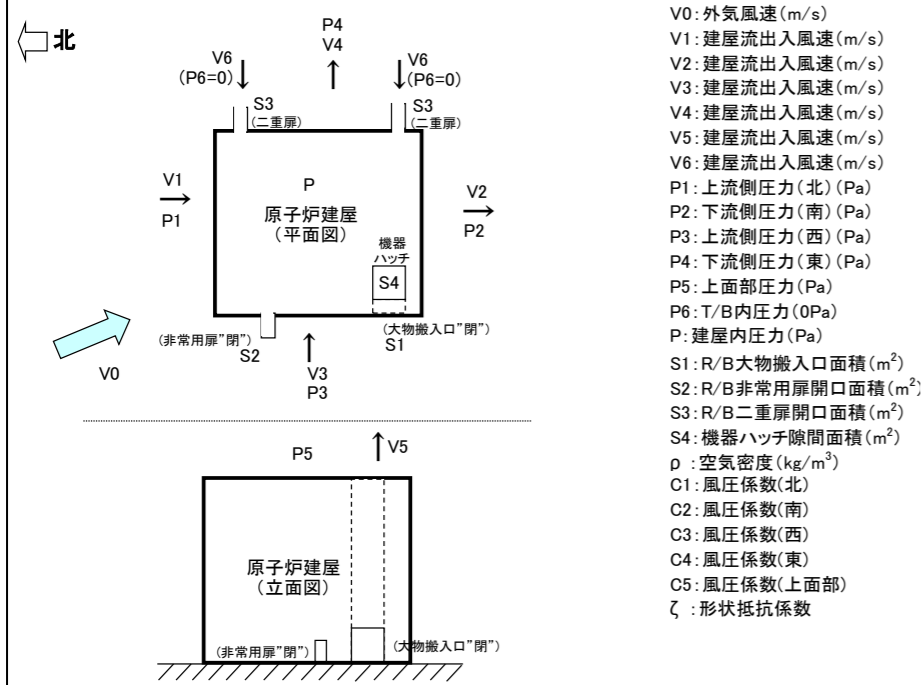 北
P4
V4
V6
(P6=0)
V6
(P6=0)
S3
(二重扉)
S3
(二重扉)
V1
P1
P
原子炉建屋
(平面図)
V2
P2
機器
ハッチ
S4
(非常用扉"閉")
S2
(大物搬入口"閉")
S1
V0
V3
P3
P5
V5
原子炉建屋
(立面図)
(非常用扉"閉")
(大物搬入口"閉")
V0:外気風速(m/s)
V1:建屋流出入風速(m/s)
V2:建屋流出入風速(m/s)
V3:建屋流出入風速(m/s)
V4:建屋流出入風速(m/s)
V5:建屋流出入風速(m/s)
V6:建屋流出入風速(m/s)
P1:上流側圧力(北)(Pa)
P2:下流側圧力(南)(Pa)
P3:上流側圧力(西)(Pa)
P4:下流側圧力(東)(Pa)
P5:上面部圧力(Pa)
P6:T/B内圧力(0Pa)
P:建屋内圧力(Pa)
S1:R/B大物搬入口面積(m²)
S2:R/B非常用扉開口面積(m²)
S3:R/B二重扉開口面積(m²)
S4:機器ハッチ隙間面積(m²)
ρ:空気密度(kg/m³)
C1:風圧係数(北)
C2:風圧係数(南)
C3:風圧係数(西)
C4:風圧係数(東)
C5:風圧係数(上面部)
ζ:形状抵抗係数